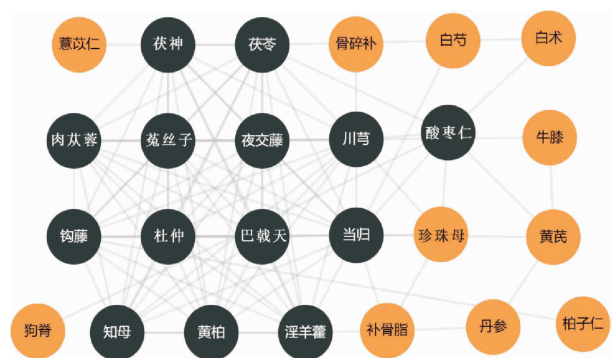 薏苡仁
茯神
茯苓
骨碎补
白芍
白术
肉苁蓉
菟丝子
夜交藤
川芎
酸枣仁
牛膝
钩藤
杜仲
巴戟天
当归
珍珠母
黄芪
狗脊
知母
黄柏
淫羊藿
补骨脂
丹参
柏子仁